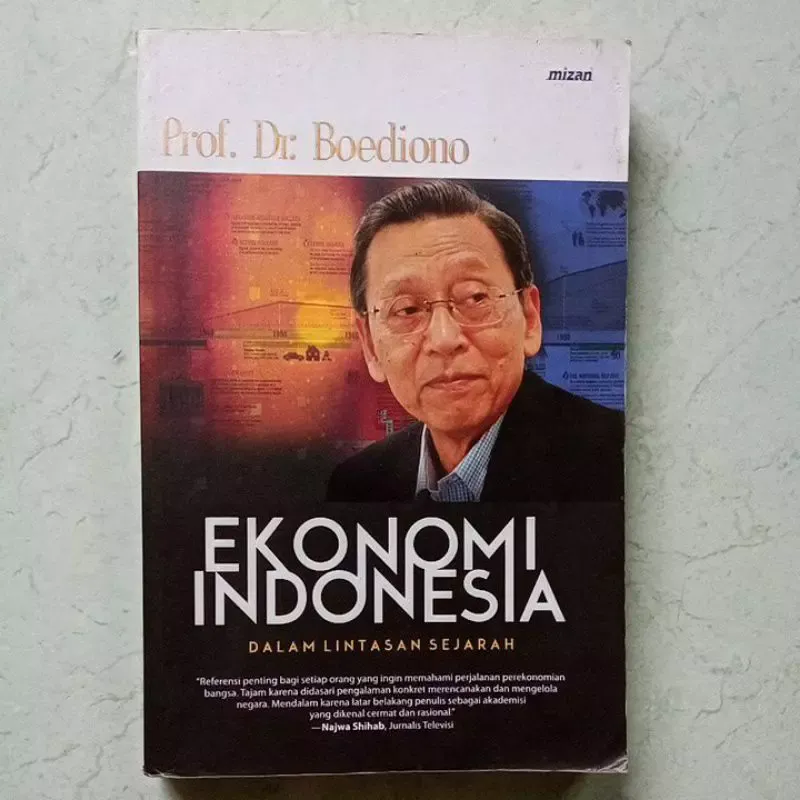 mizan
Prof. Dr. Boediono
EKONOMI
INDONESIA
DALAM LINTASAN SEJARAH
"Referensi penting bagi setiap orang yang ingin memahami perjalanan perekonomian
bangsa. Tajam karena didasari pengalaman konkret merencanakan dan mengelola
negara. Mendalam karena latar belakang penulis sebagai akademisi
yang dikenal cermat dan rasional."
—Najwa Shihab, Jurnalis Televisi